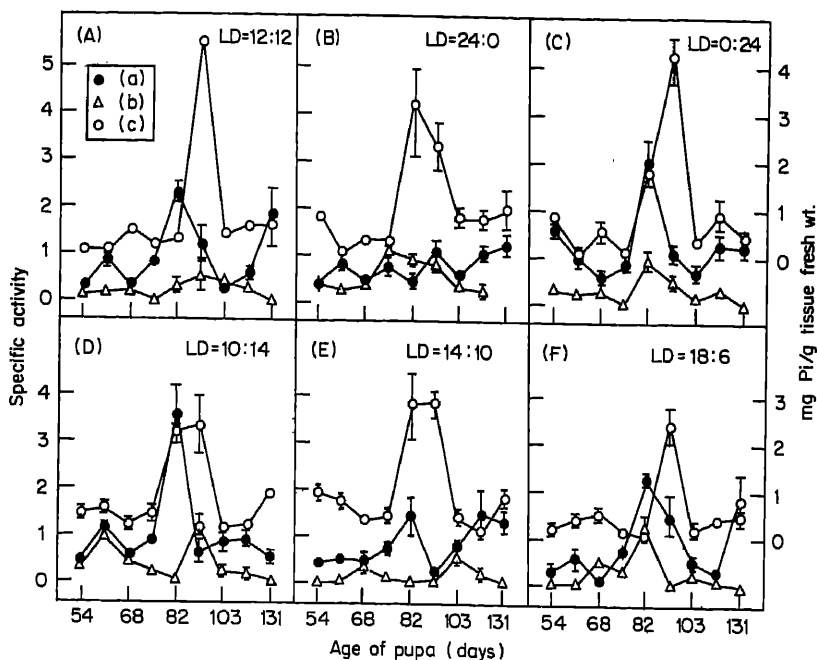 (A) LD=12:12
(B) LD=24:0
(C) LD=0:24
(a)
(b)
(c)
5
4
3
2
1
0
4
3
2
1
0
(D) LD=10:14
(E) LD=14:10
(F) LD=18:6
4
3
2
1
0
3
2
1
0
Specific activity
mg Pi/g tissue fresh wt.
54 68 82 103 131
54 68 82 103 131
54 68 82 103 131
Age of pupa (days)